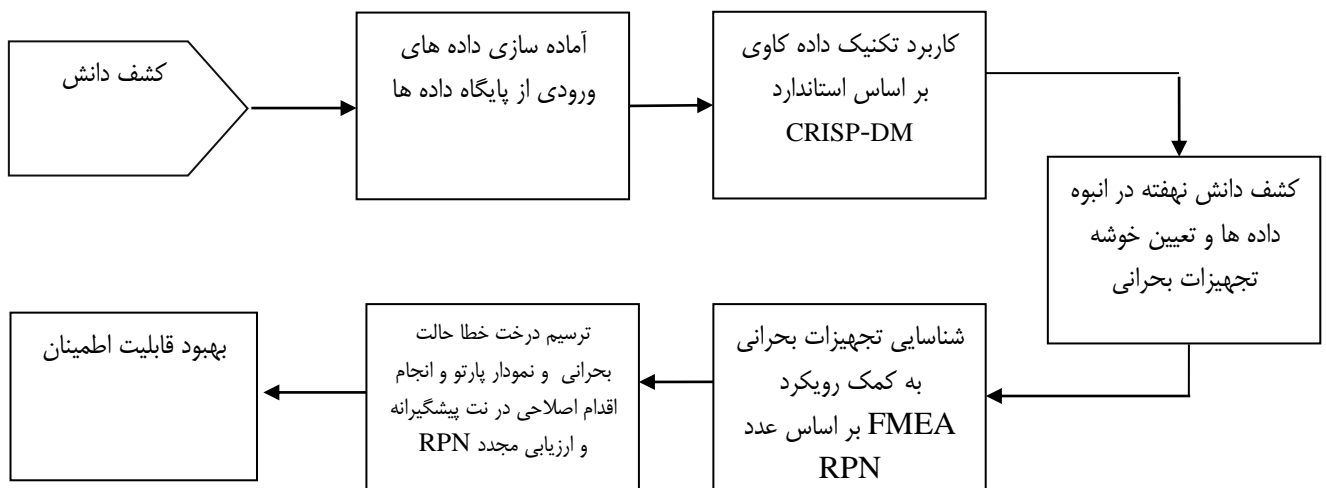 کشف دانش
آماده سازی داده های
ورودی از پایگاه داده ها
کاربرد تکنیک داده کاوی
بر اساس استاندارد
CRISP-DM
کشف دانش نهفته در انبوه
داده ها و تعیین خوشه
تجهیزات بحرانی
شناسایی تجهیزات بحرانی
به کمک رویکرد
FMEA بر اساس عدد
RPN
ترسیم درخت خطا حالت
بحرانی و نمودار پارتو و انجام
اقدام اصلاحی در نت پیشگیرانه
و ارزیابی مجدد RPN
بهبود قابلیت اطمینان